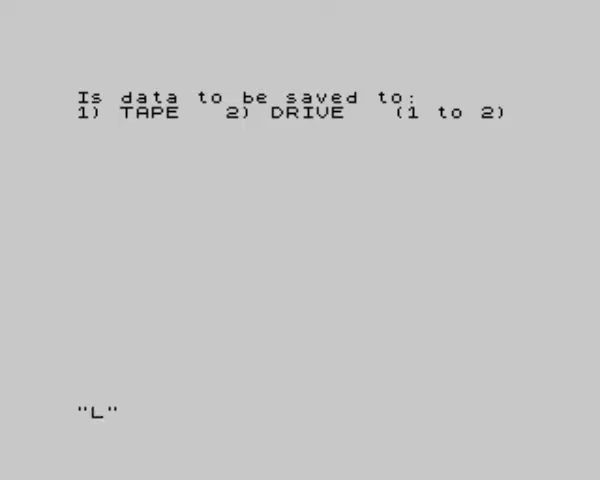 Is data to be saved to:
1) TAPE 2) DRIVE (1 to 2)
"L"